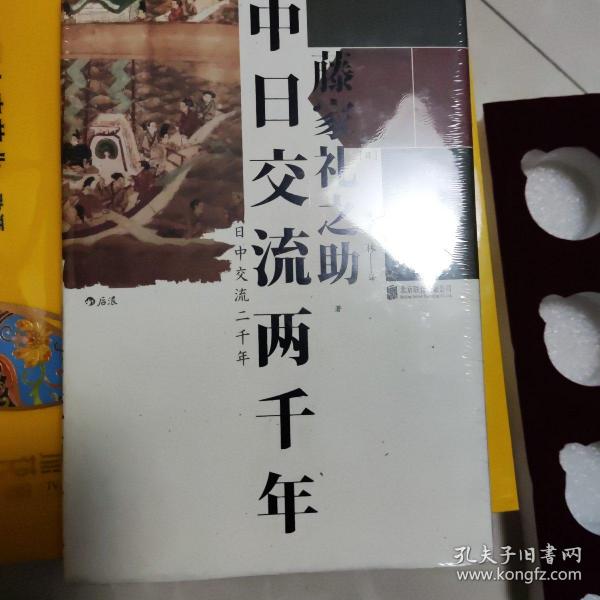 中日交流两千年
日中交流二千年
藤家礼之助
著
后浪
孔夫子旧书网
www.kongfz.com